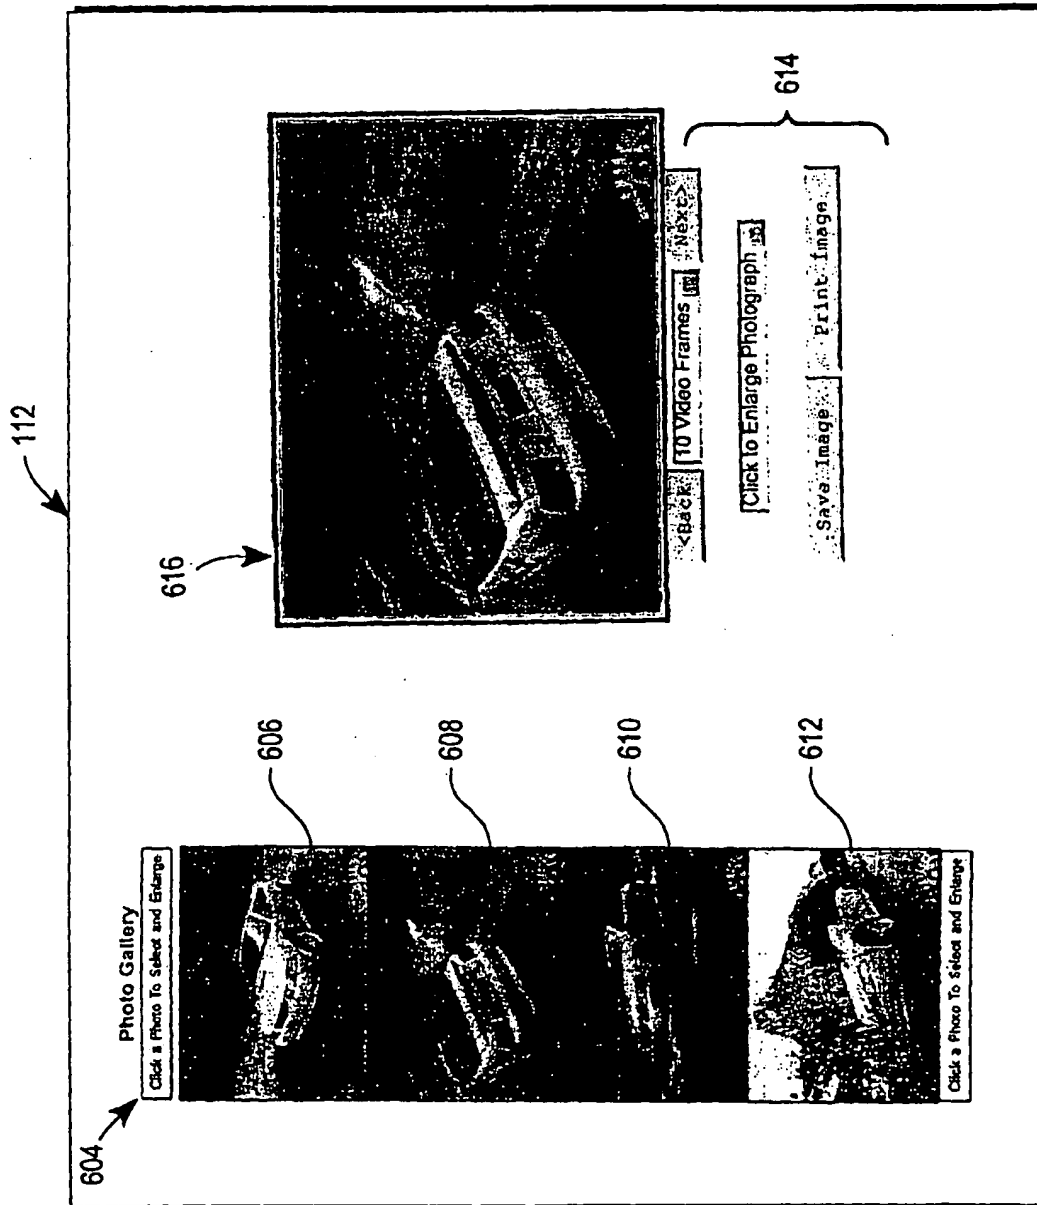 112
604
Photo Gallery
Click a Photo To Select and Enlarge
606
608
610
612
Click a Photo To Select and Enlarge
616
<Back
10 Video Frames
Next>
Click to Enlarge Photograph
Save Image
Print Image
614